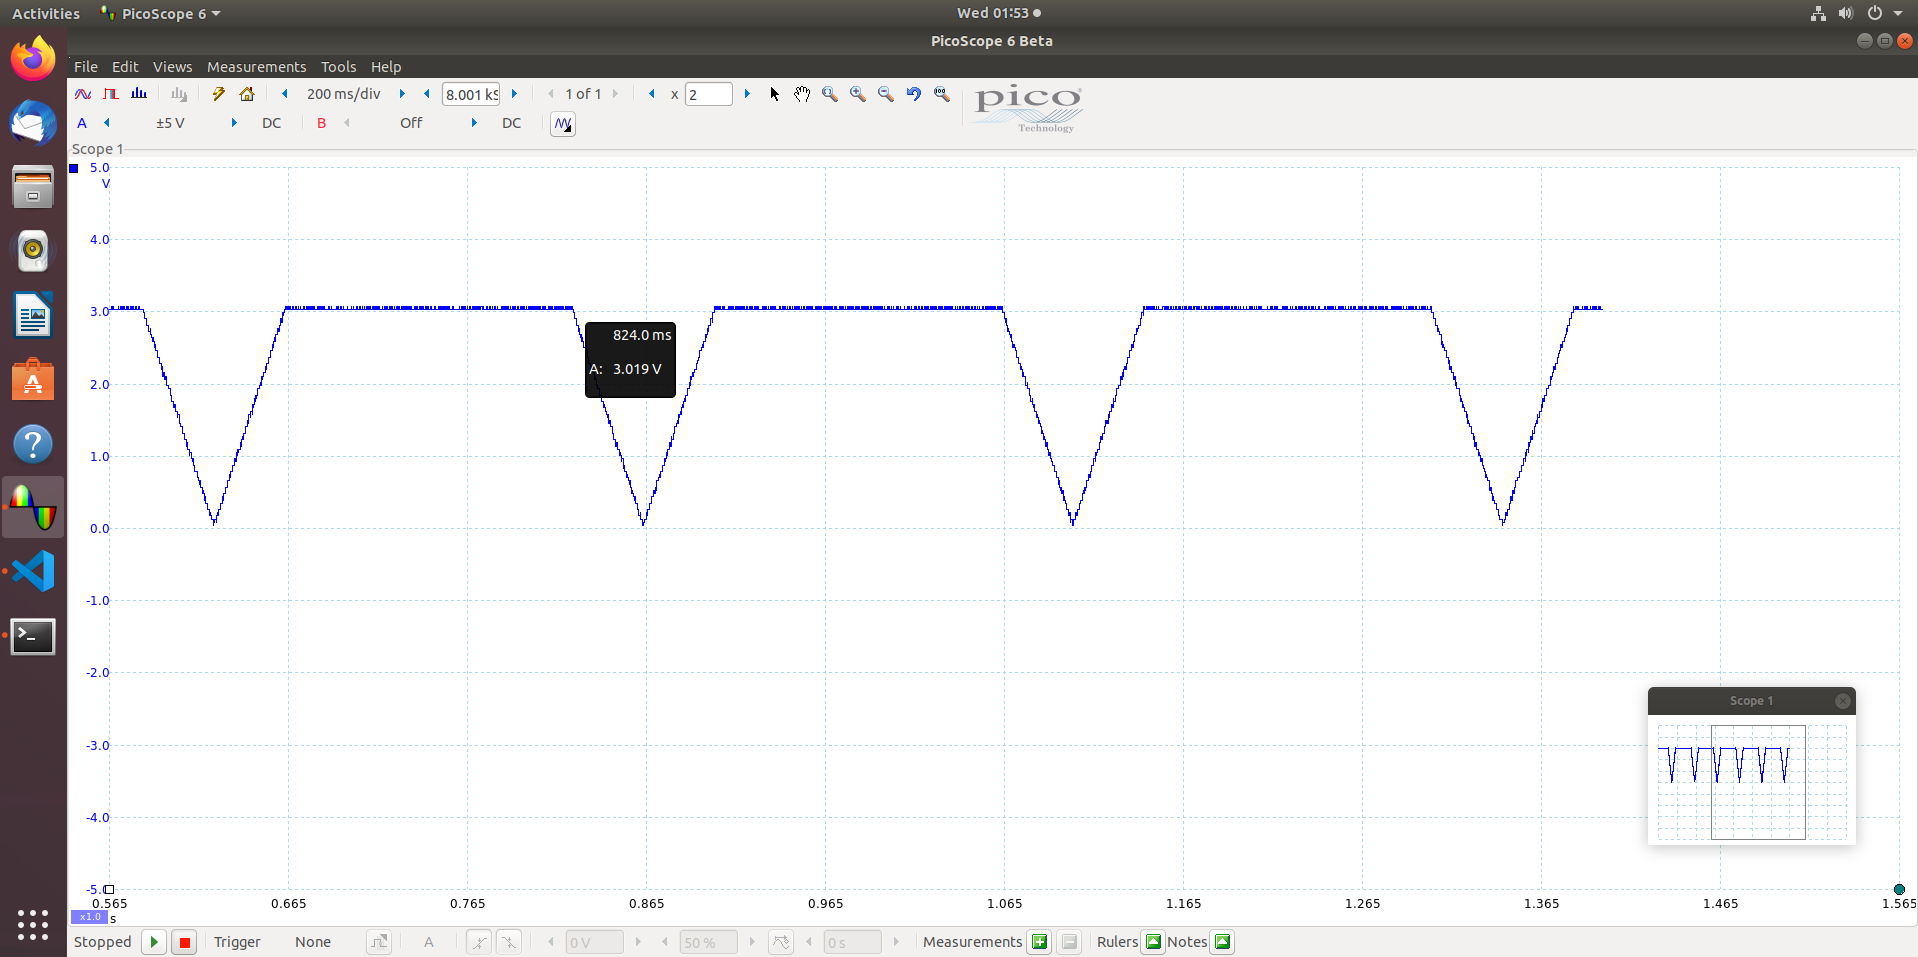 Activities PicoScope 6 Wed 01:53
PicoScope 6 Beta
File Edit Views Measurements Tools Help
200 ms/div 8.001 kS 1 of 1 x 2
pico
Technology
A ±5 V DC B Off DC
Scope 1
5.0
V
4.0
3.0
2.0
1.0
0.0
-1.0
-2.0
-3.0
-4.0
-5.0
824.0 ms
A: 3.019 V
Scope 1
0.565 0.665 0.765 0.865 0.965 1.065 1.165 1.265 1.365 1.465 1.565
x1.0 s
Stopped Trigger None A 0 V 50 % 0 s Measurements Rulers Notes